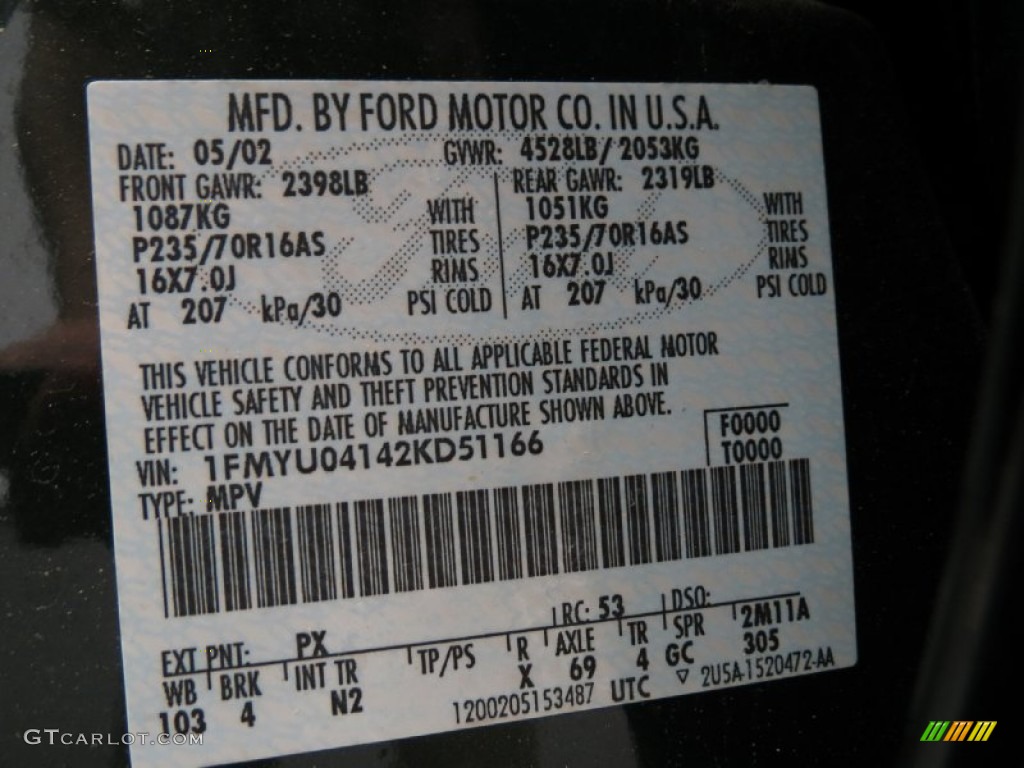 MFD. BY FORD MOTOR CO. IN U.S.A.
DATE: 05/02 GVWR: 4528LB/ 2053KG
FRONT GAWR: 2398LB REAR GAWR: 2319LB
1087KG WITH 1051KG WITH
P235/70R16AS TIRES P235/70R16AS TIRES
16X7.0J RIMS 16X7.0J RIMS
AT 207 kPa/30 PSI COLD AT 207 kPa/30 PSI COLD
THIS VEHICLE CONFORMS TO ALL APPLICABLE FEDERAL MOTOR
VEHICLE SAFETY AND THEFT PREVENTION STANDARDS IN
EFFECT ON THE DATE OF MANUFACTURE SHOWN ABOVE.
F0000
VIN: 1FMYU04142KD51166 T0000
TYPE: MPV
EXT PNT: PX RC: 53 DSO:
WB BRK INT TR TP/PS R AXLE TR SPR 2M11A
103 4 N2 X 69 4 GC 305
1200205153487 UTC ▽ 2U5A-1520472-AA
GTcarlot.com